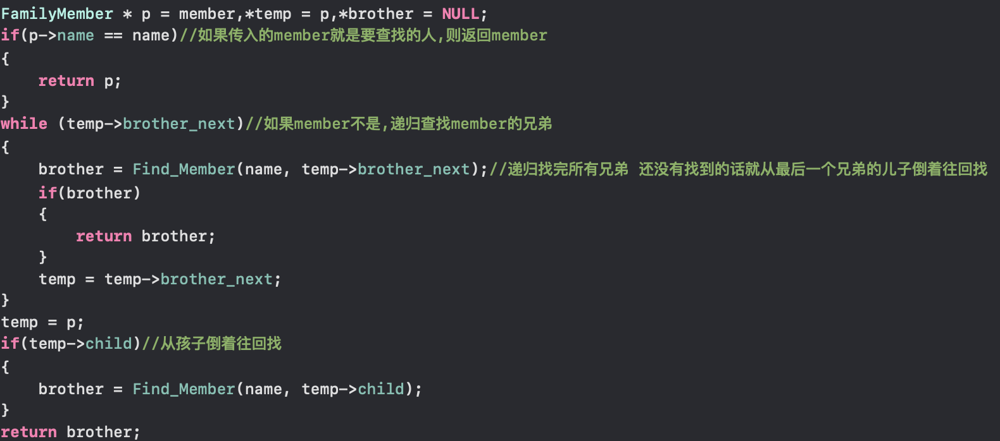 FamilyMember * p = member,*temp = p,*brother = NULL;
if(p->name == name)//如果传入的member就是要查找的人,则返回member
{
    return p;
}
while (temp->brother_next)//如果member不是,递归查找member的兄弟
{
    brother = Find_Member(name, temp->brother_next);//递归找完所有兄弟 还没有找到的话就从最后一个兄弟的儿子倒着往回找
    if(brother)
    {
        return brother;
    }
    temp = temp->brother_next;
}
temp = p;
if(temp->child)//从孩子倒着往回找
{
    brother = Find_Member(name, temp->child);
}
return brother;